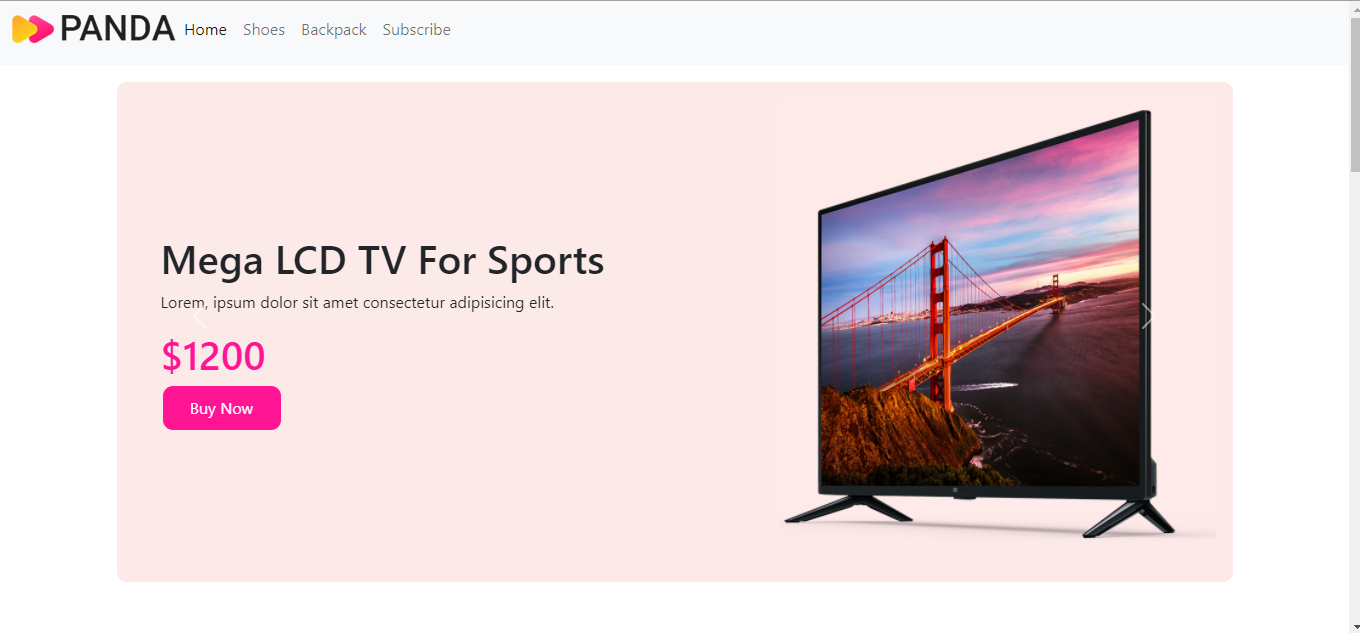 PANDA Home Shoes Backpack Subscribe
Mega LCD TV For Sports
Lorem, ipsum dolor sit amet consectetur adipisicing elit.
$1200
Buy Now